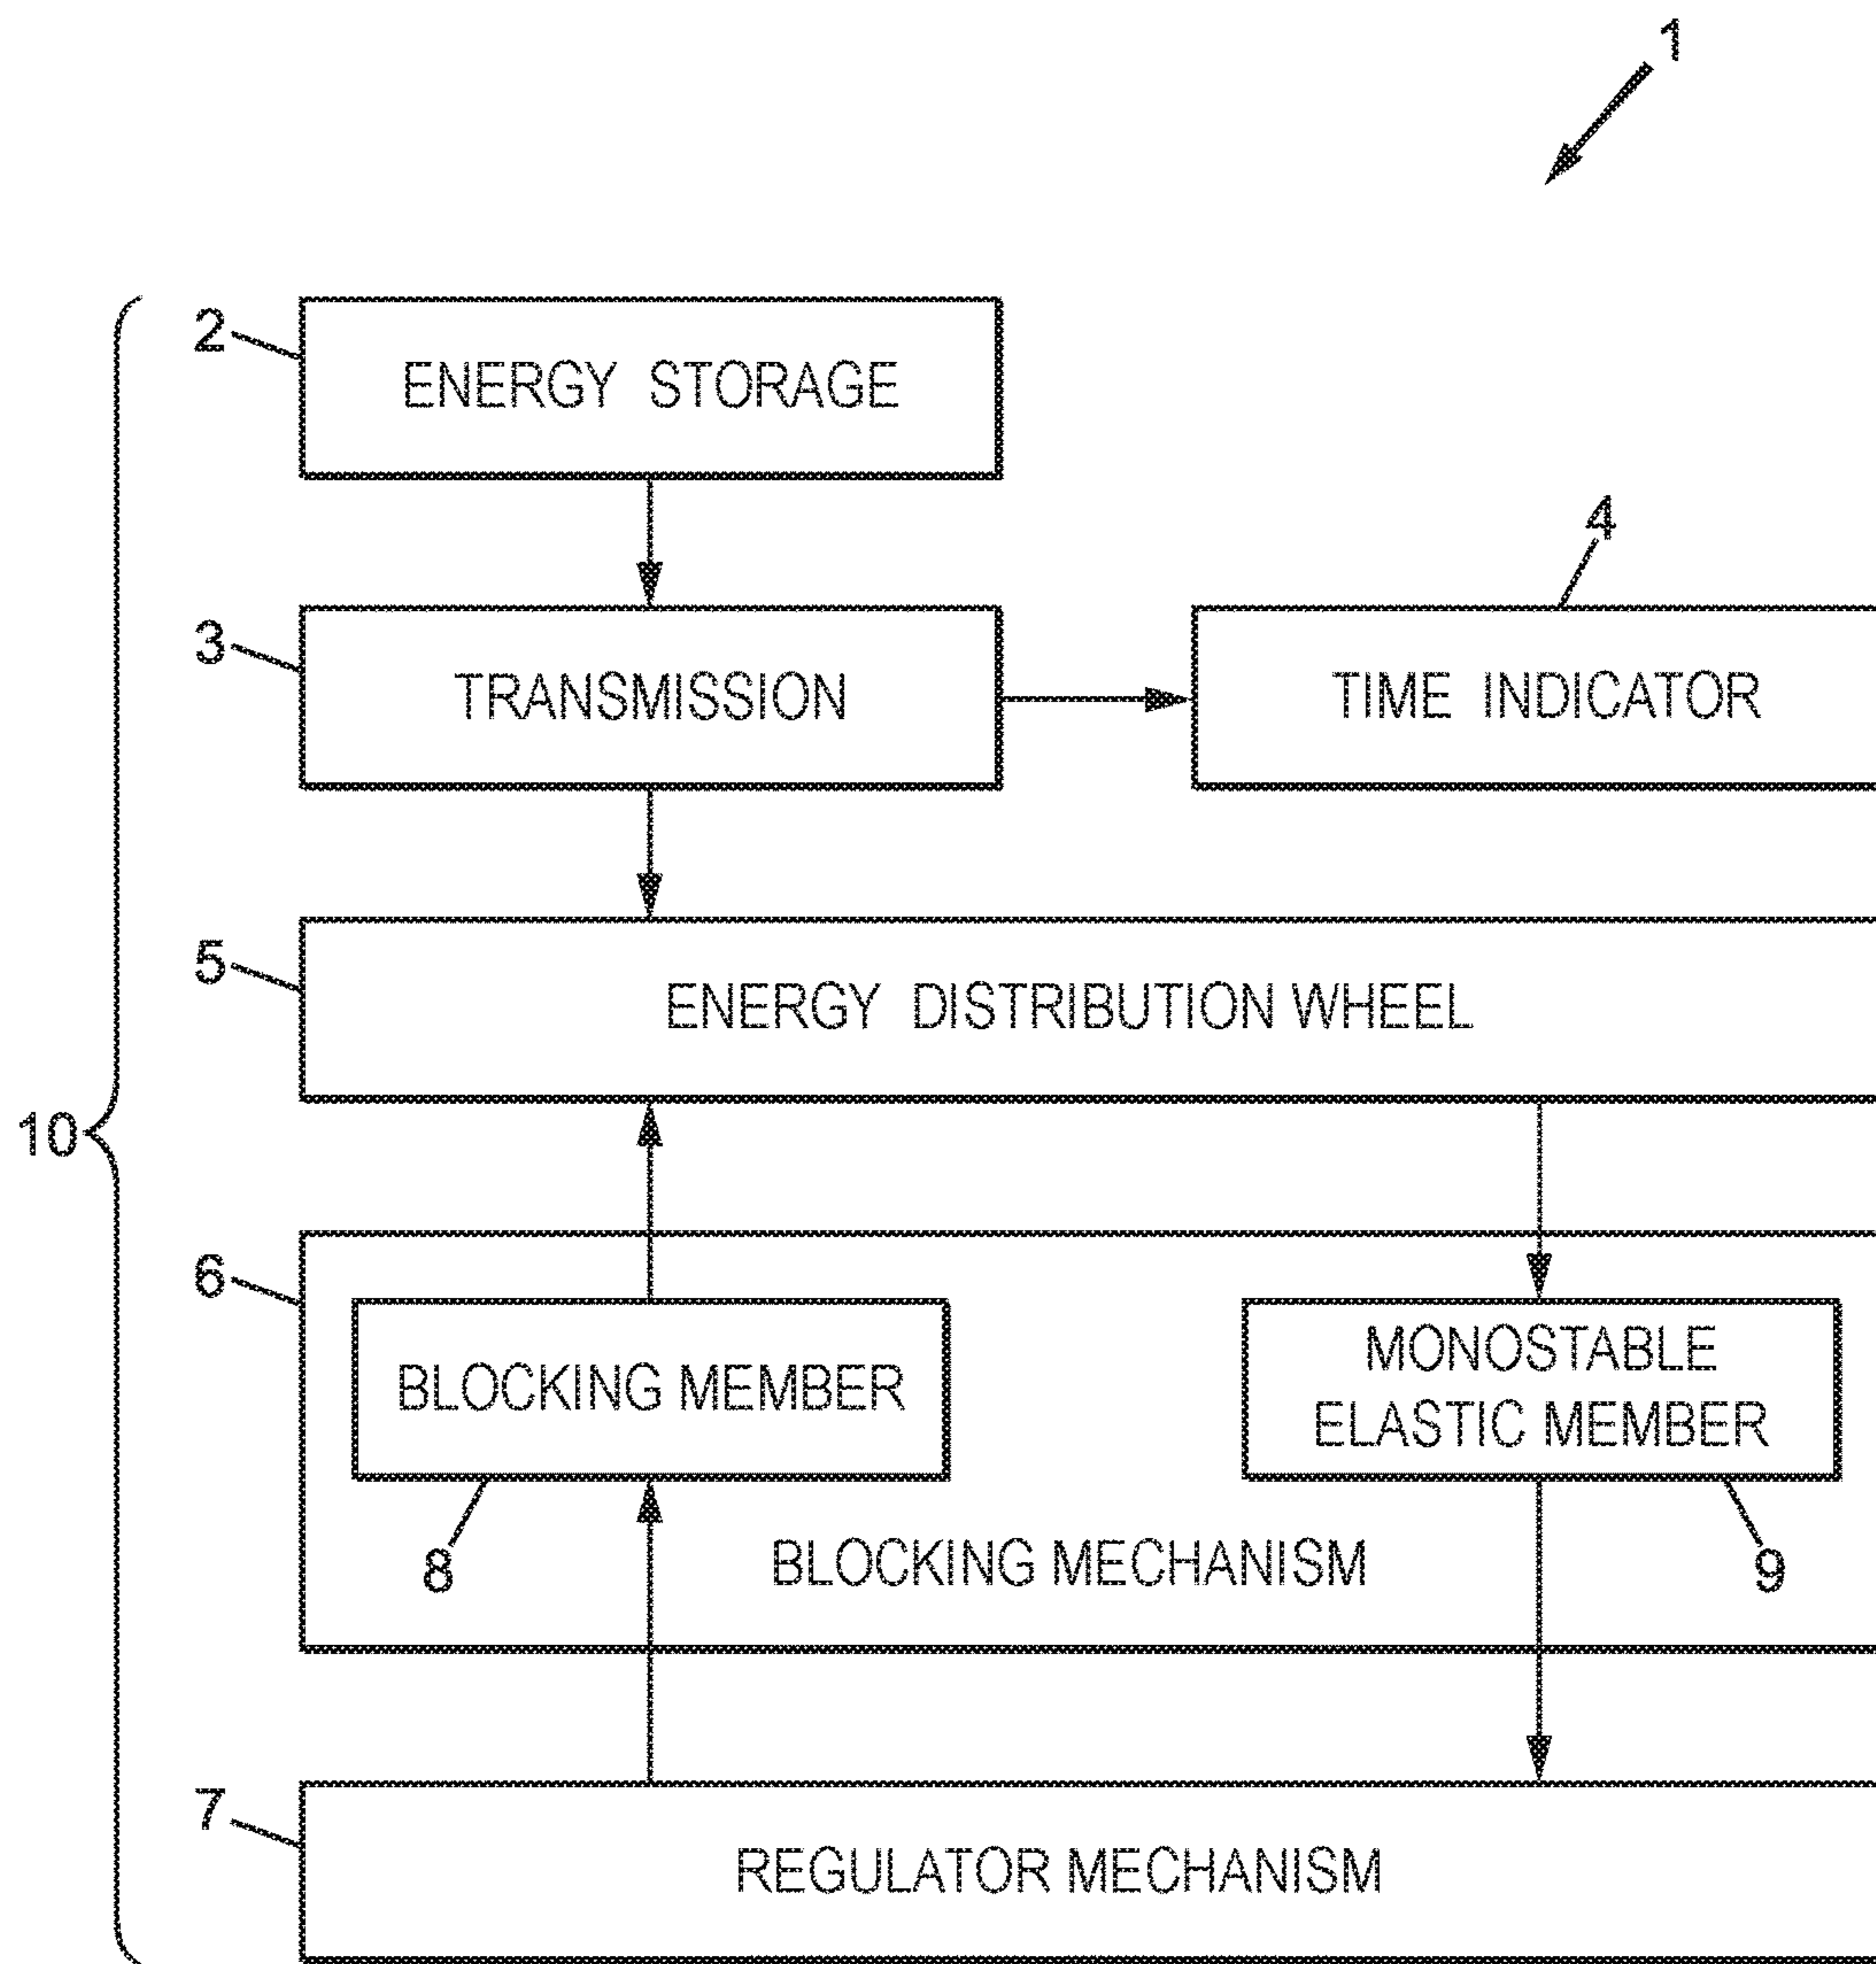 1
2
ENERGY STORAGE
4
3
TRANSMISSION
TIME INDICATOR
5
ENERGY DISTRIBUTION WHEEL
10
6
BLOCKING MEMBER
MONOSTABLE
ELASTIC MEMBER
8
BLOCKING MECHANISM
9
7
REGULATOR MECHANISM